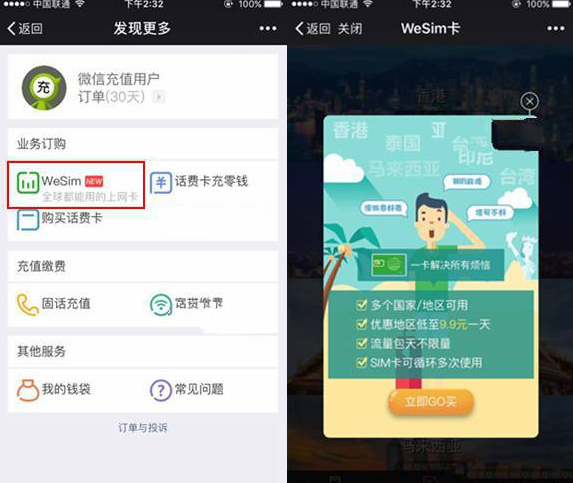 中国联通
下午2:32
100%
返回
发现更多
微信充值用户
订单(30天)
业务订购
WeSim NEW
全球都能用的上网卡
话费卡充零钱
购买话费卡
充值缴费
固话充值
其他服务
我的钱袋
常见问题
订单与投诉
中国联通
下午2:32
100%
返回 关闭
WeSim卡
香港
香港
泰国
马来西亚
印尼
台湾
一卡解决所有烦恼
多个国家/地区可用
优惠地区低至9.9元一天
流量包天不限量
SIM卡可循环多次使用
立即GO买
马来西亚